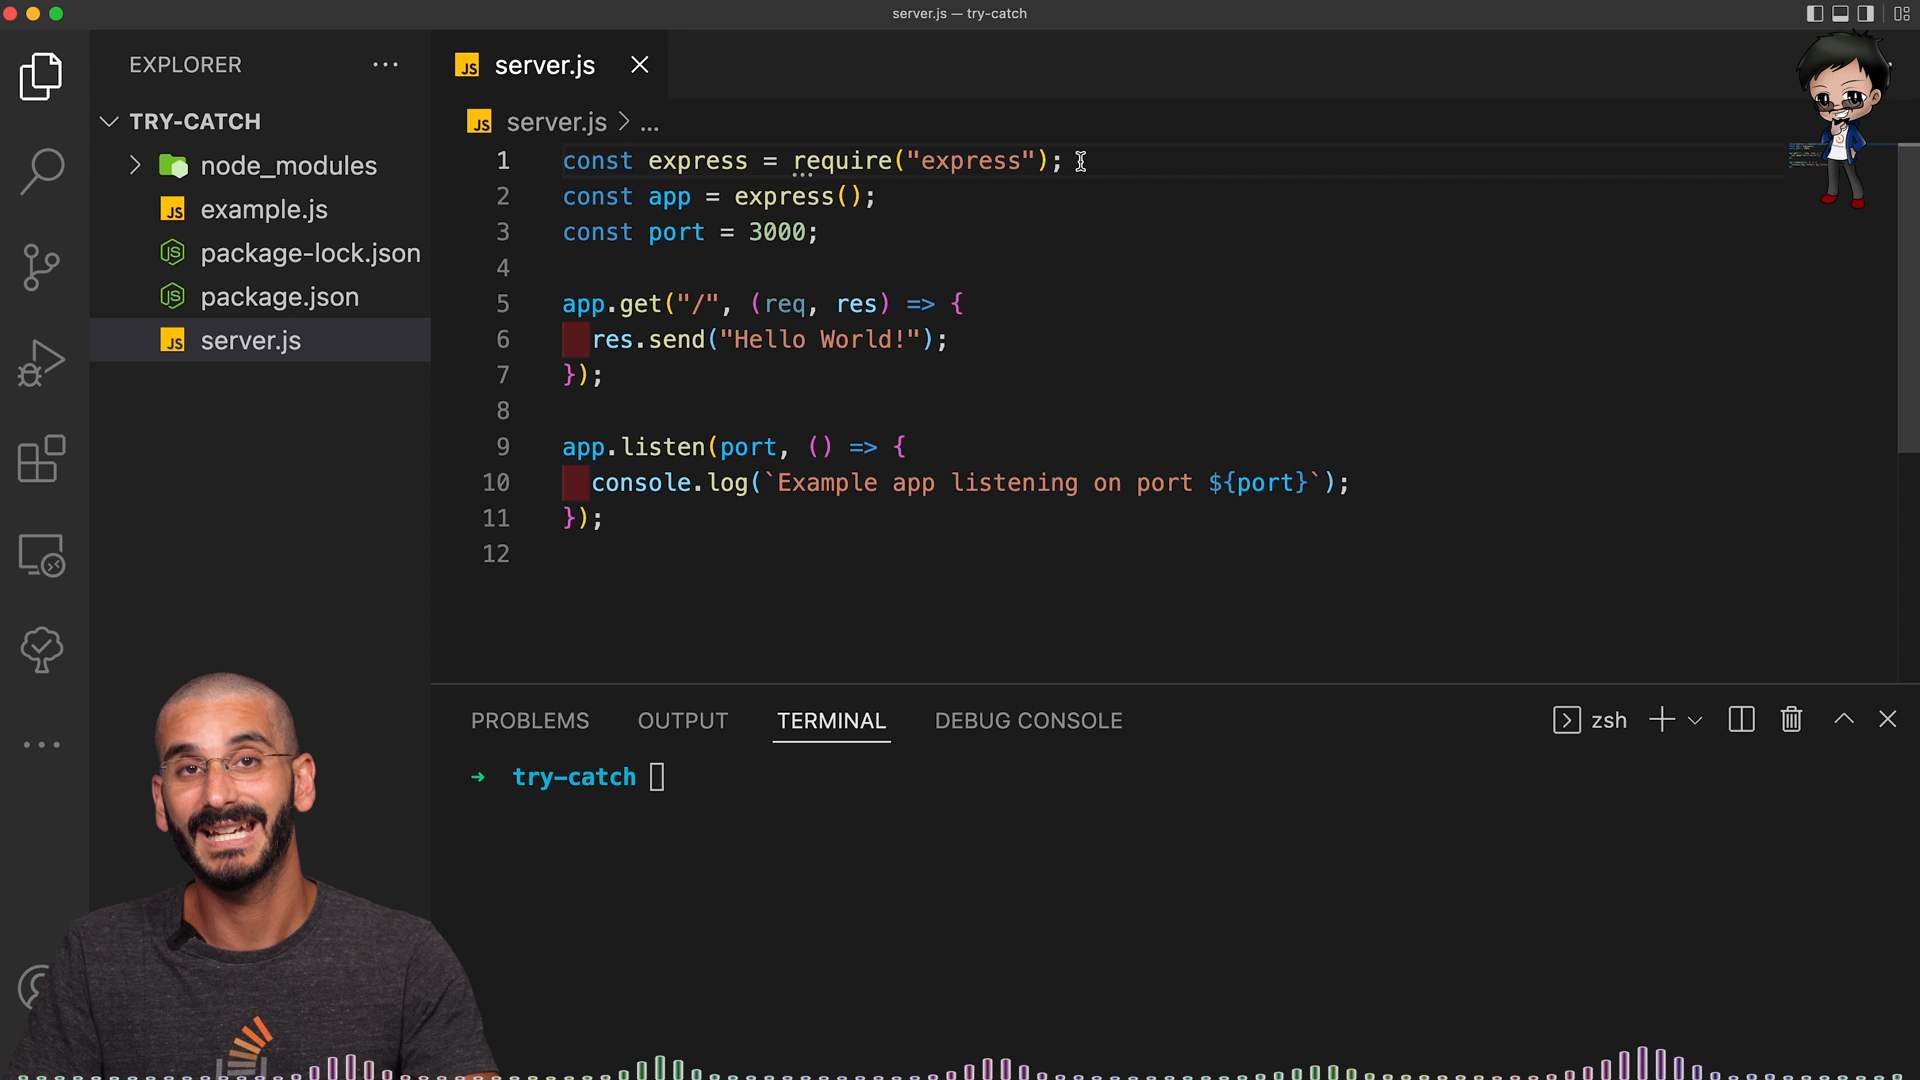 server.js — try-catch
EXPLORER
server.js
TRY-CATCH
server.js > ...
node_modules
example.js
package-lock.json
package.json
server.js
1 const express = require("express");
2 const app = express();
3 const port = 3000;
4
5 app.get("/", (req, res) => {
6 res.send("Hello World!");
7 });
8
9 app.listen(port, () => {
10 console.log(`Example app listening on port ${port}`);
11 });
12
PROBLEMS OUTPUT TERMINAL DEBUG CONSOLE zsh
➜ try-catch